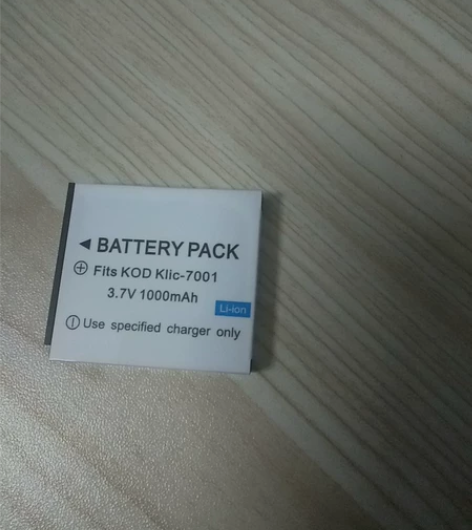 ◀ BATTERY PACK
⊕ Fits KOD Klic-7001
3.7V 1000mAh
Li-ion
Use specified charger only